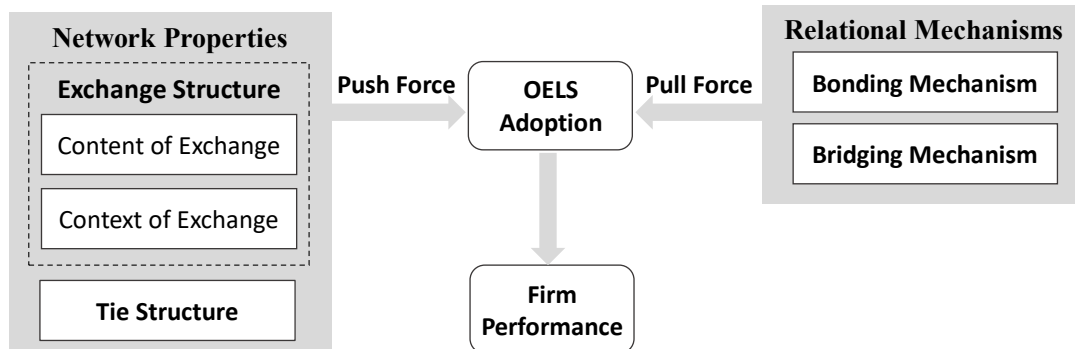 Network Properties
Exchange Structure
Content of Exchange
Context of Exchange
Tie Structure
Push Force
OELS
Adoption
Pull Force
Firm
Performance
Relational Mechanisms
Bonding Mechanism
Bridging Mechanism